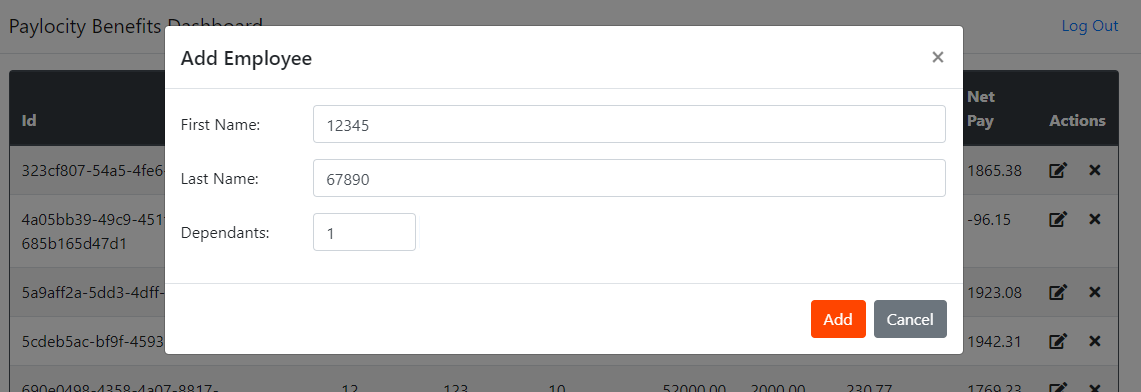 Paylocity Benefits Dashboard
Log Out
Add Employee
×
First Name: 12345
Last Name: 67890
Dependants: 1
Add Cancel
Id
Net
Pay
Actions
323cf807-54a5-4fe6-
1865.38
4a05bb39-49c9-451
685b165d47d1
-96.15
5a9aff2a-5dd3-4dff-
1923.08
5cdeb5ac-bf9f-4593
1942.31
690e0498-4358-4a07-8817- 12 123 10 52000.00 2000.00 230.77 1769.23